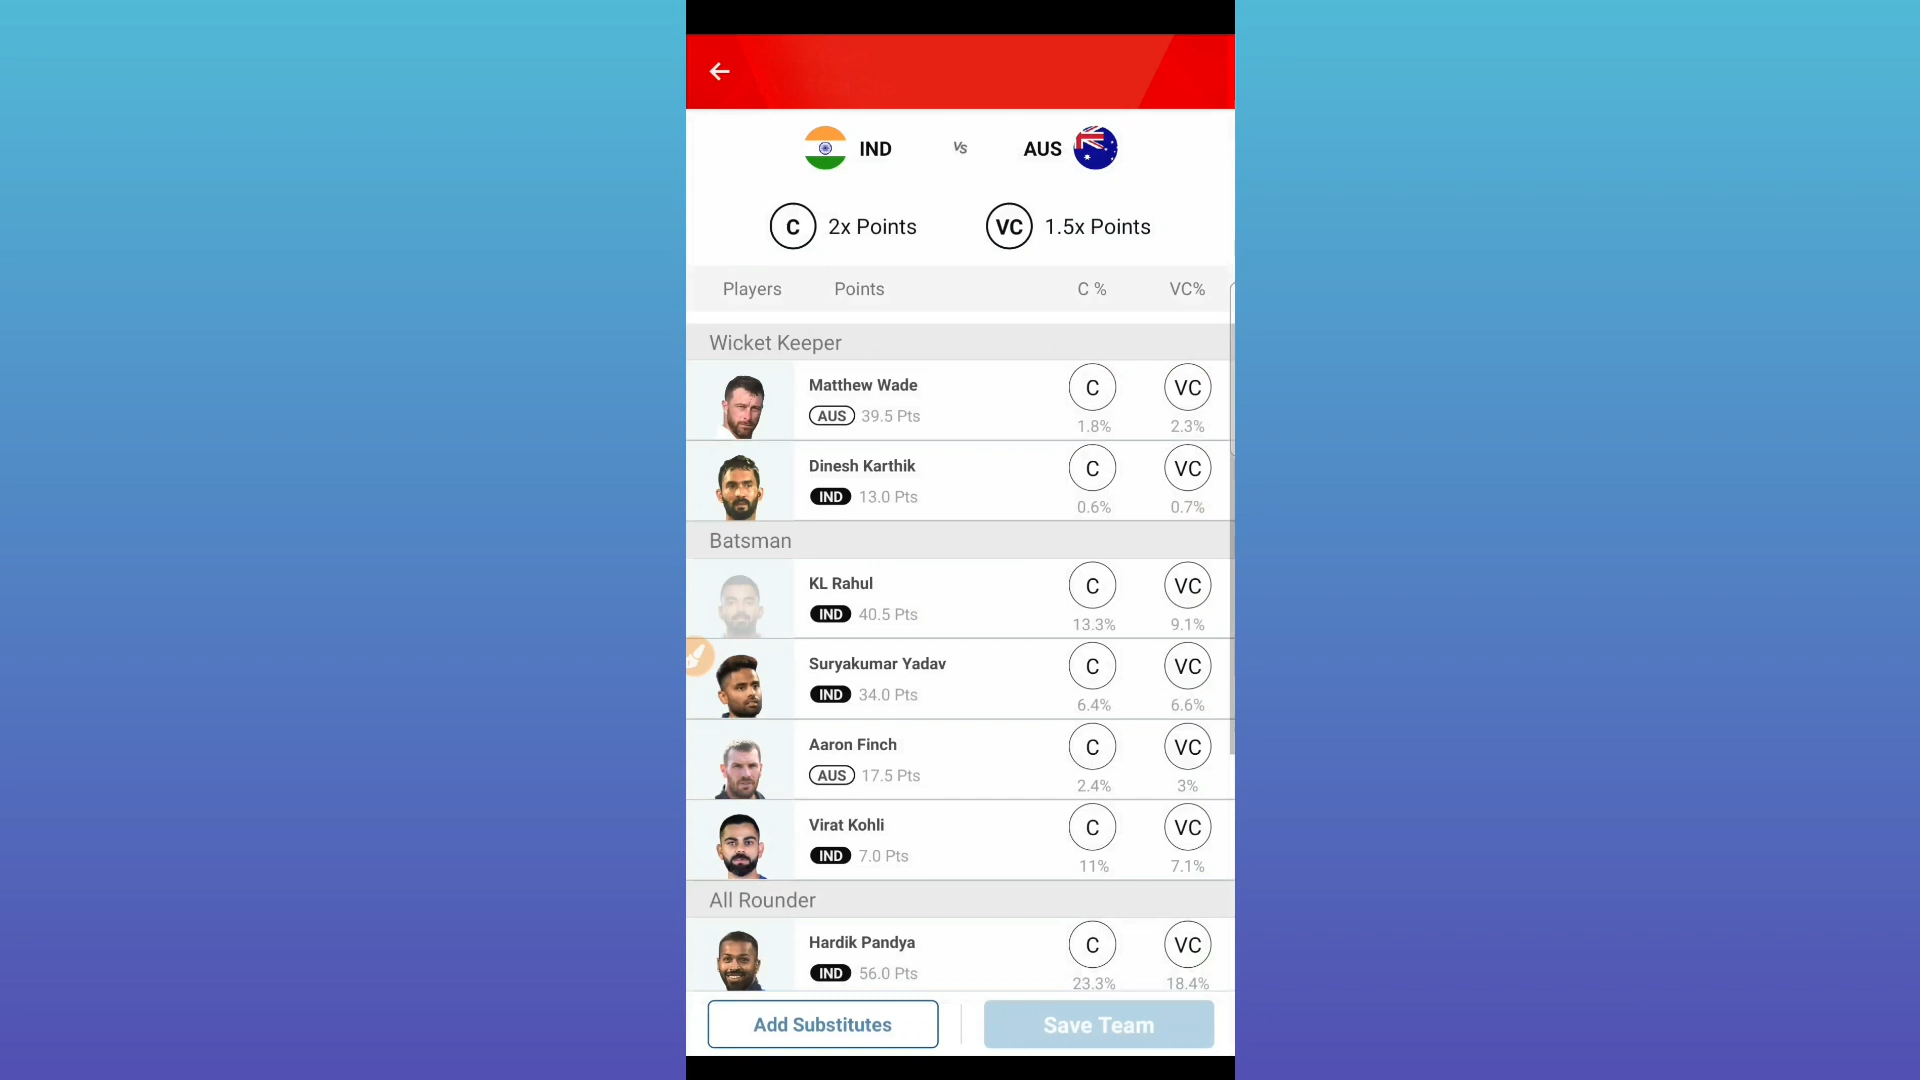 IND Vs AUS
C 2x Points VC 1.5x Points
Players Points C % VC%
Wicket Keeper
Matthew Wade C VC
AUS 39.5 Pts 1.8% 2.3%
Dinesh Karthik C VC
IND 13.0 Pts 0.6% 0.7%
Batsman
KL Rahul C VC
IND 40.5 Pts 13.3% 9.1%
Suryakumar Yadav C VC
IND 34.0 Pts 6.4% 6.6%
Aaron Finch C VC
AUS 17.5 Pts 2.4% 3%
Virat Kohli C VC
IND 7.0 Pts 11% 7.1%
All Rounder
Hardik Pandya C VC
IND 56.0 Pts 23.3% 18.4%
Add Substitutes Save Team